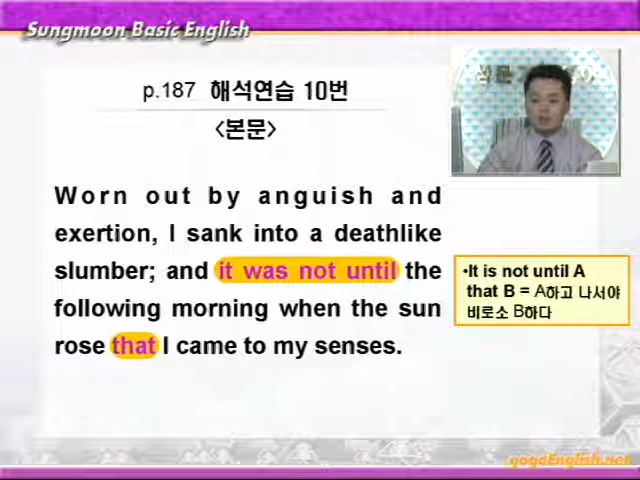 Sungmoon Basic English
p.187 해석연습 10번
<본문>
Worn out by anguish and
exertion, I sank into a deathlike
slumber; and it was not until the
following morning when the sun
rose that I came to my senses.
•It is not until A
that B = A하고 나서야
비로소 B하다
gogoEnglish.net